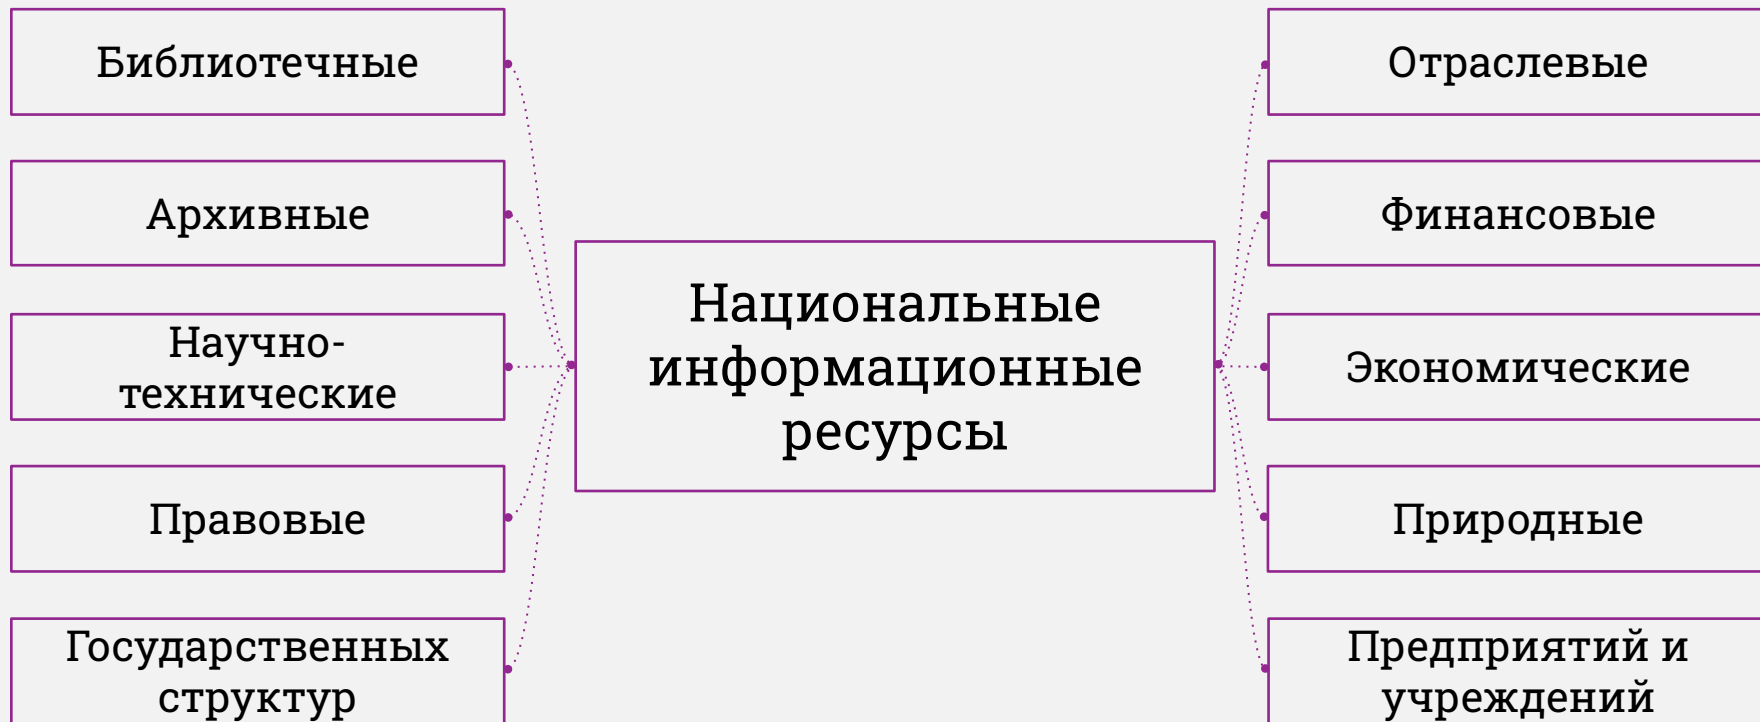 Библиотечные
Архивные
Научно-
технические
Правовые
Государственных
структур
Национальные
информационные
ресурсы
Отраслевые
Финансовые
Экономические
Природные
Предприятий и
учреждений